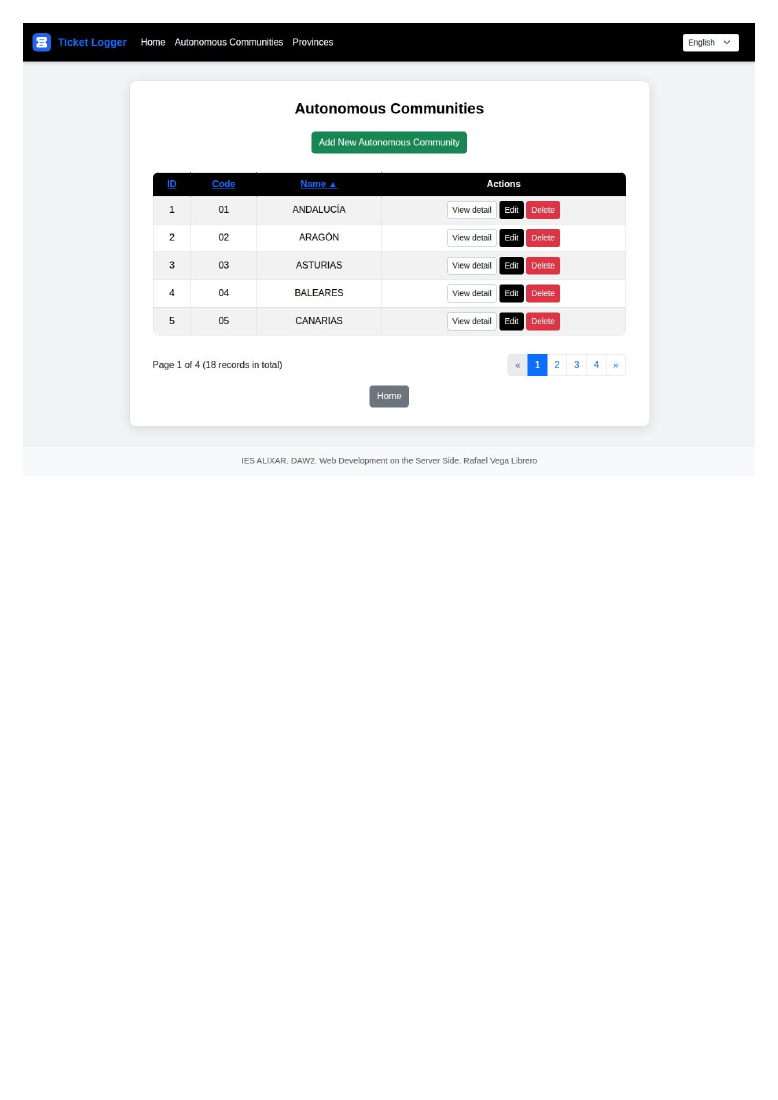 Ticket Logger Home Autonomous Communities Provinces English
Autonomous Communities
Add New Autonomous Community
ID Code Name ▲ Actions
1 01 ANDALUCÍA View detail Edit Delete
2 02 ARAGÓN View detail Edit Delete
3 03 ASTURIAS View detail Edit Delete
4 04 BALEARES View detail Edit Delete
5 05 CANARIAS View detail Edit Delete
Page 1 of 4 (18 records in total) « 1 2 3 4 »
Home
IES ALIXAR. DAW2. Web Development on the Server Side. Rafael Vega Librero